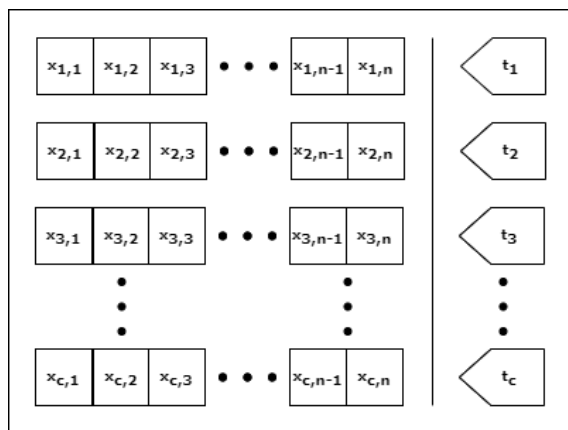 x1,1 x1,2 x1,3 • • • x1,n-1 x1,n t1
x2,1 x2,2 x2,3 • • • x2,n-1 x2,n t2
x3,1 x3,2 x3,3 • • • x3,n-1 x3,n t3
xc,1 xc,2 xc,3 • • • xc,n-1 xc,n tc